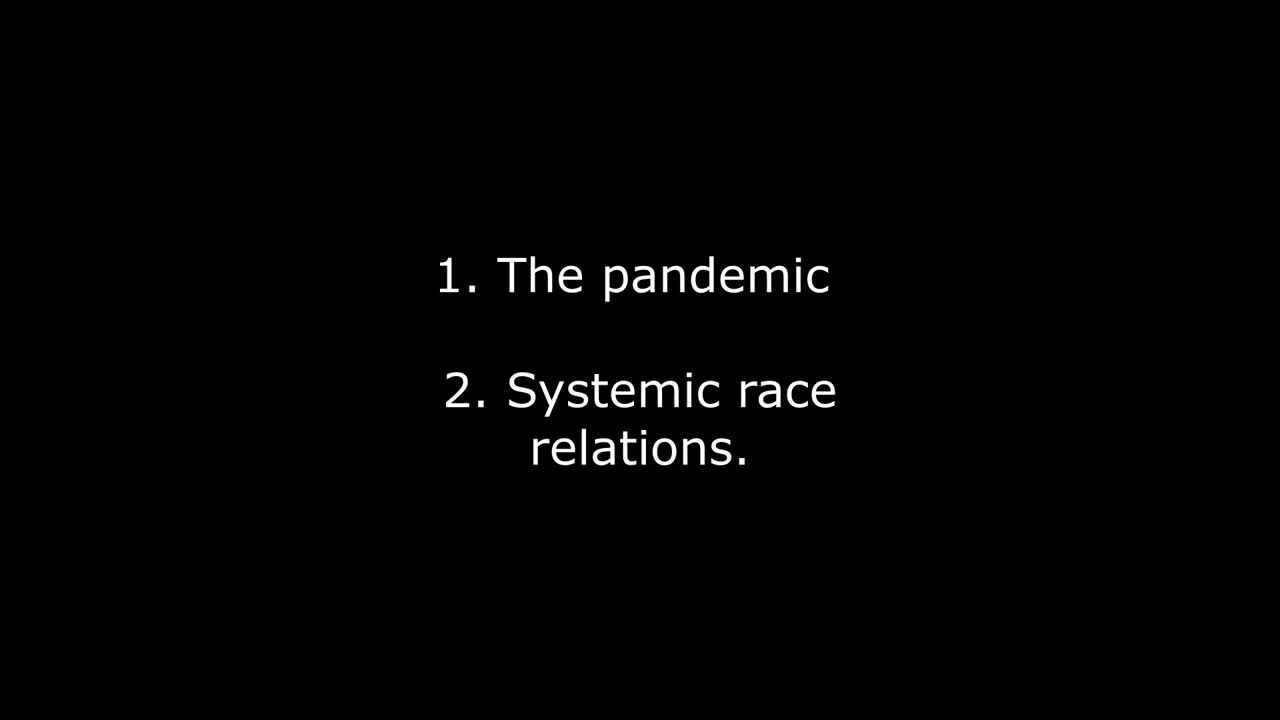 1. The pandemic
2. Systemic race
relations.